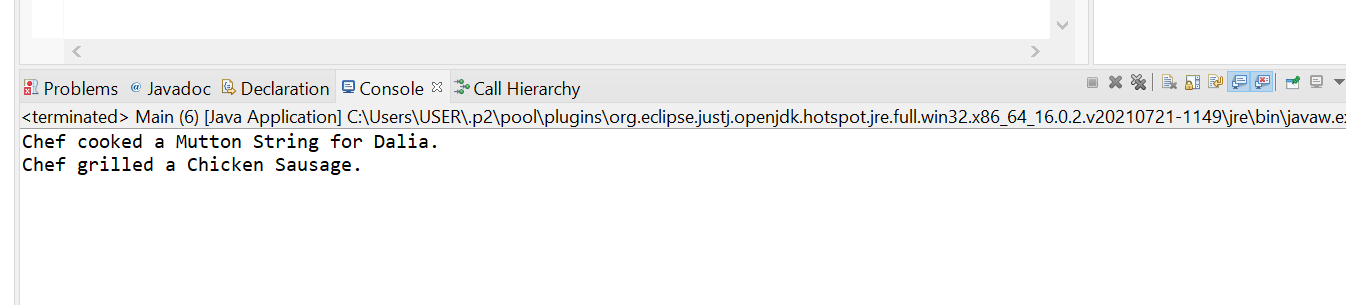 Problems @ Javadoc Declaration Console Call Hierarchy
<terminated> Main (6) [Java Application] C:\Users\USER\.p2\pool\plugins\org.eclipse.justj.openjdk.hotspot.jre.full.win32.x86_64_16.0.2.v20210721-1149\jre\bin\javaw.ex
Chef cooked a Mutton String for Dalia.
Chef grilled a Chicken Sausage.